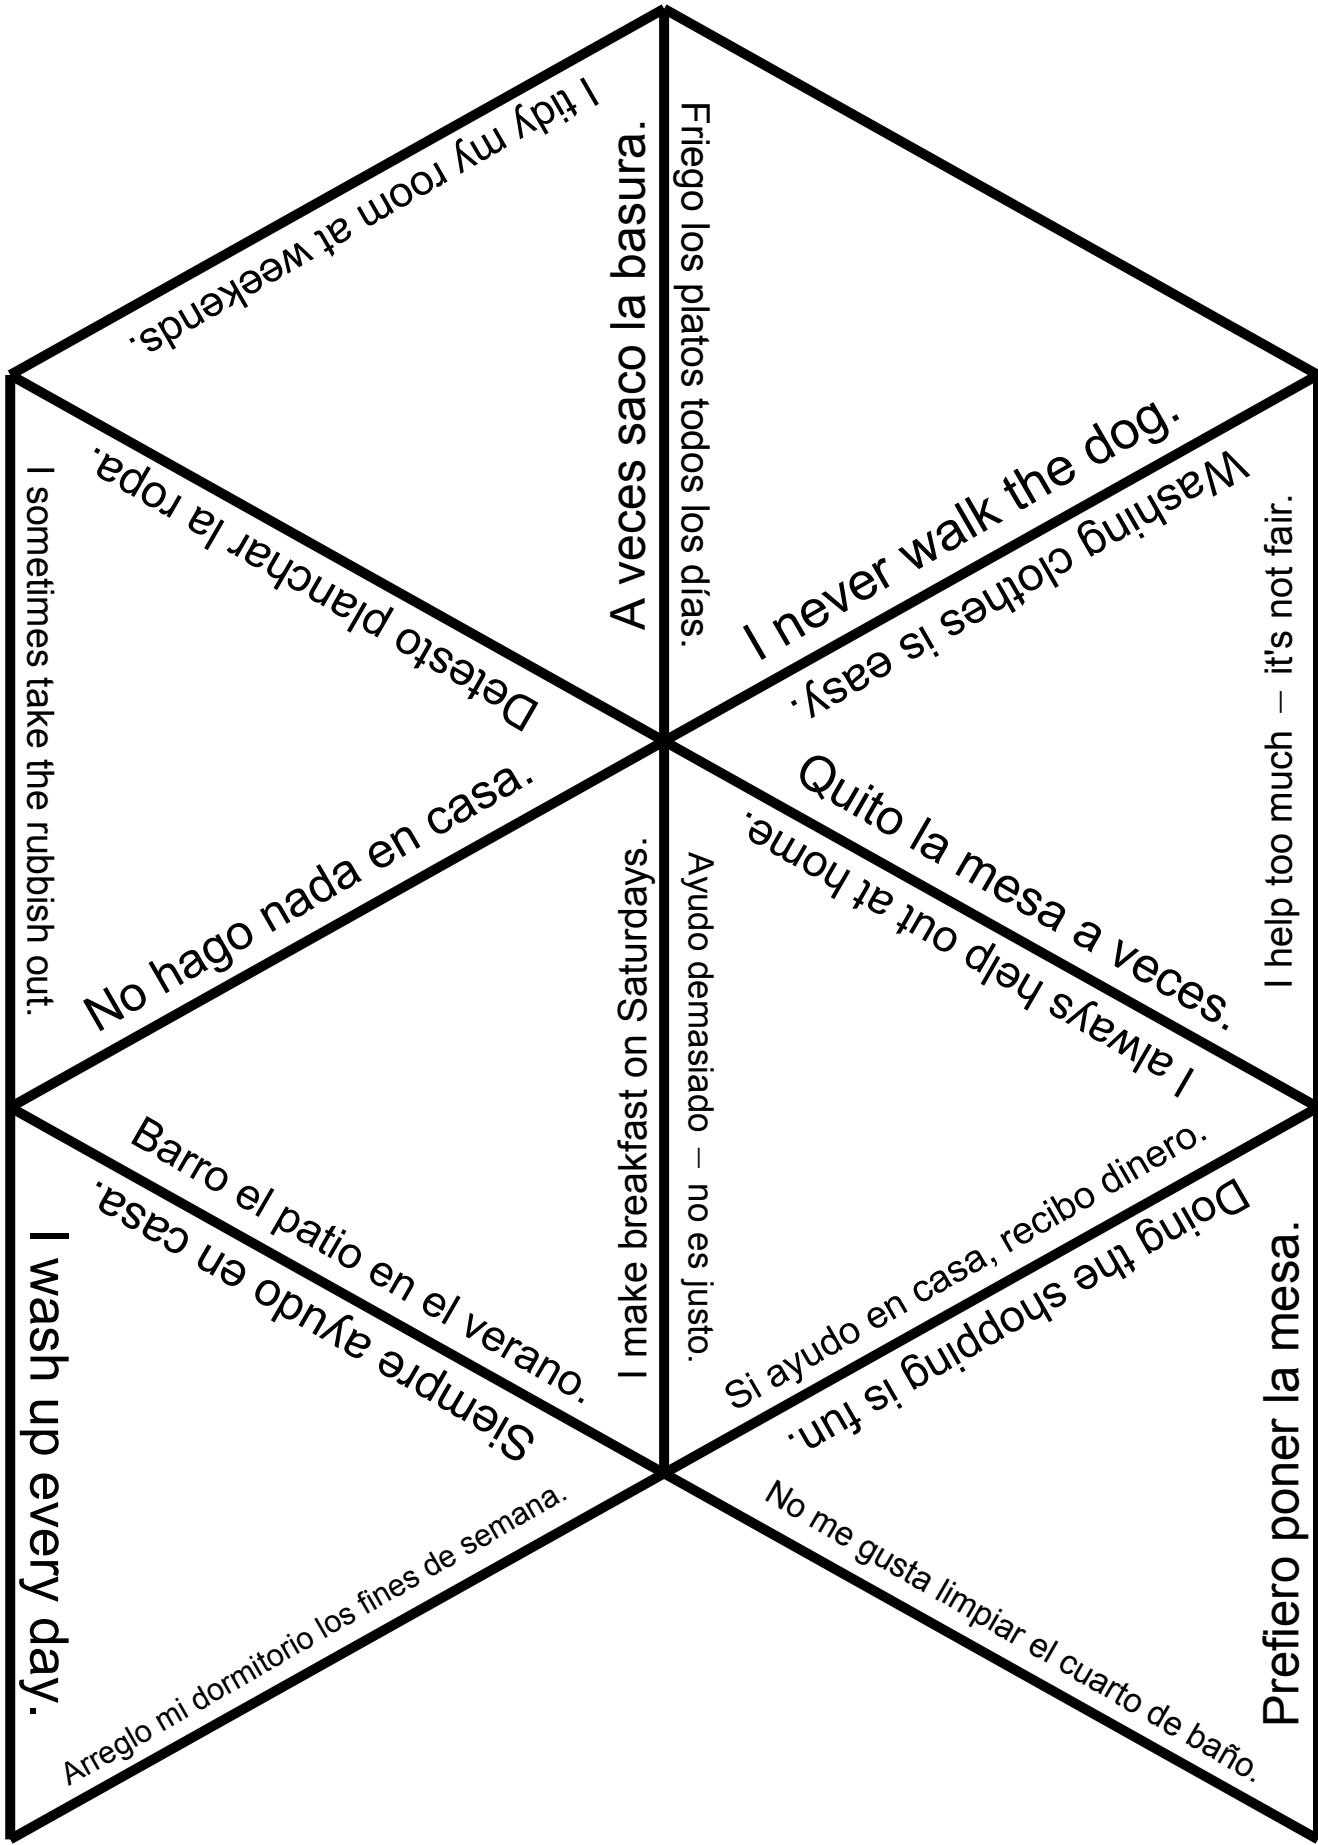 I tidy my room at weekends.
A veces saco la basura.
Friego los platos todos los días.
I never walk the dog.
Washing clothes is easy.
I help too much – it's not fair.
Quito la mesa a veces.
I sometimes take the rubbish out.
Detesto planchar la ropa.
No hago nada en casa.
I make breakfast on Saturdays.
Barro el patio en el verano.
Ayudo demasiado – no es justo.
I always help out at home.
Si ayudo en casa, recibo dinero.
Siempre ayudo en casa.
I wash up every day.
Arreglo mi dormitorio los fines de semana.
Doing the shopping is fun.
Prefiero poner la mesa.
No me gusta limpiar el cuarto de baño.